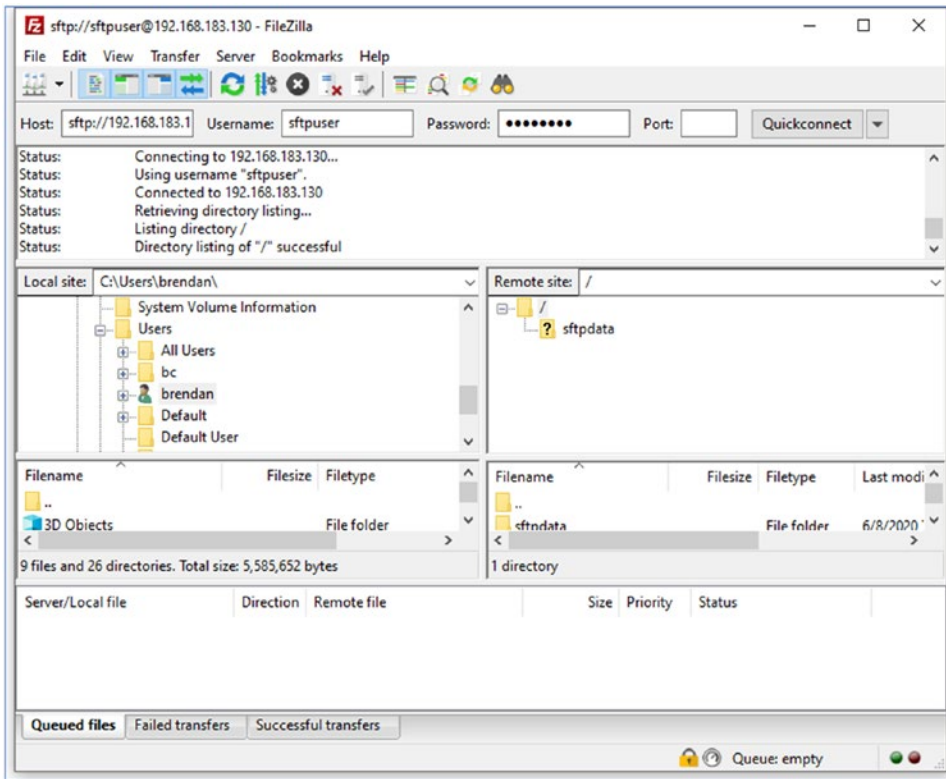 sftp://sftpuser@192.168.183.130 - FileZilla
File Edit View Transfer Server Bookmarks Help
Host: sftp://192.168.183.1 Username: sftpuser Password: •••••••• Port: Quickconnect
Status: Connecting to 192.168.183.130...
Status: Using username "sftpuser".
Status: Connected to 192.168.183.130
Status: Retrieving directory listing...
Status: Listing directory /
Status: Directory listing of "/" successful
Local site: C:\Users\brendan\
System Volume Information
Users
All Users
bc
brendan
Default
Default User
Remote site: /
/
? sftpdata
Filename Filesize Filetype
..
3D Objects File folder
9 files and 26 directories. Total size: 5,585,652 bytes
Filename Filesize Filetype Last modi
..
sftpdata File folder 6/8/2020
1 directory
Server/Local file Direction Remote file Size Priority Status
Queued files Failed transfers Successful transfers
Queue: empty